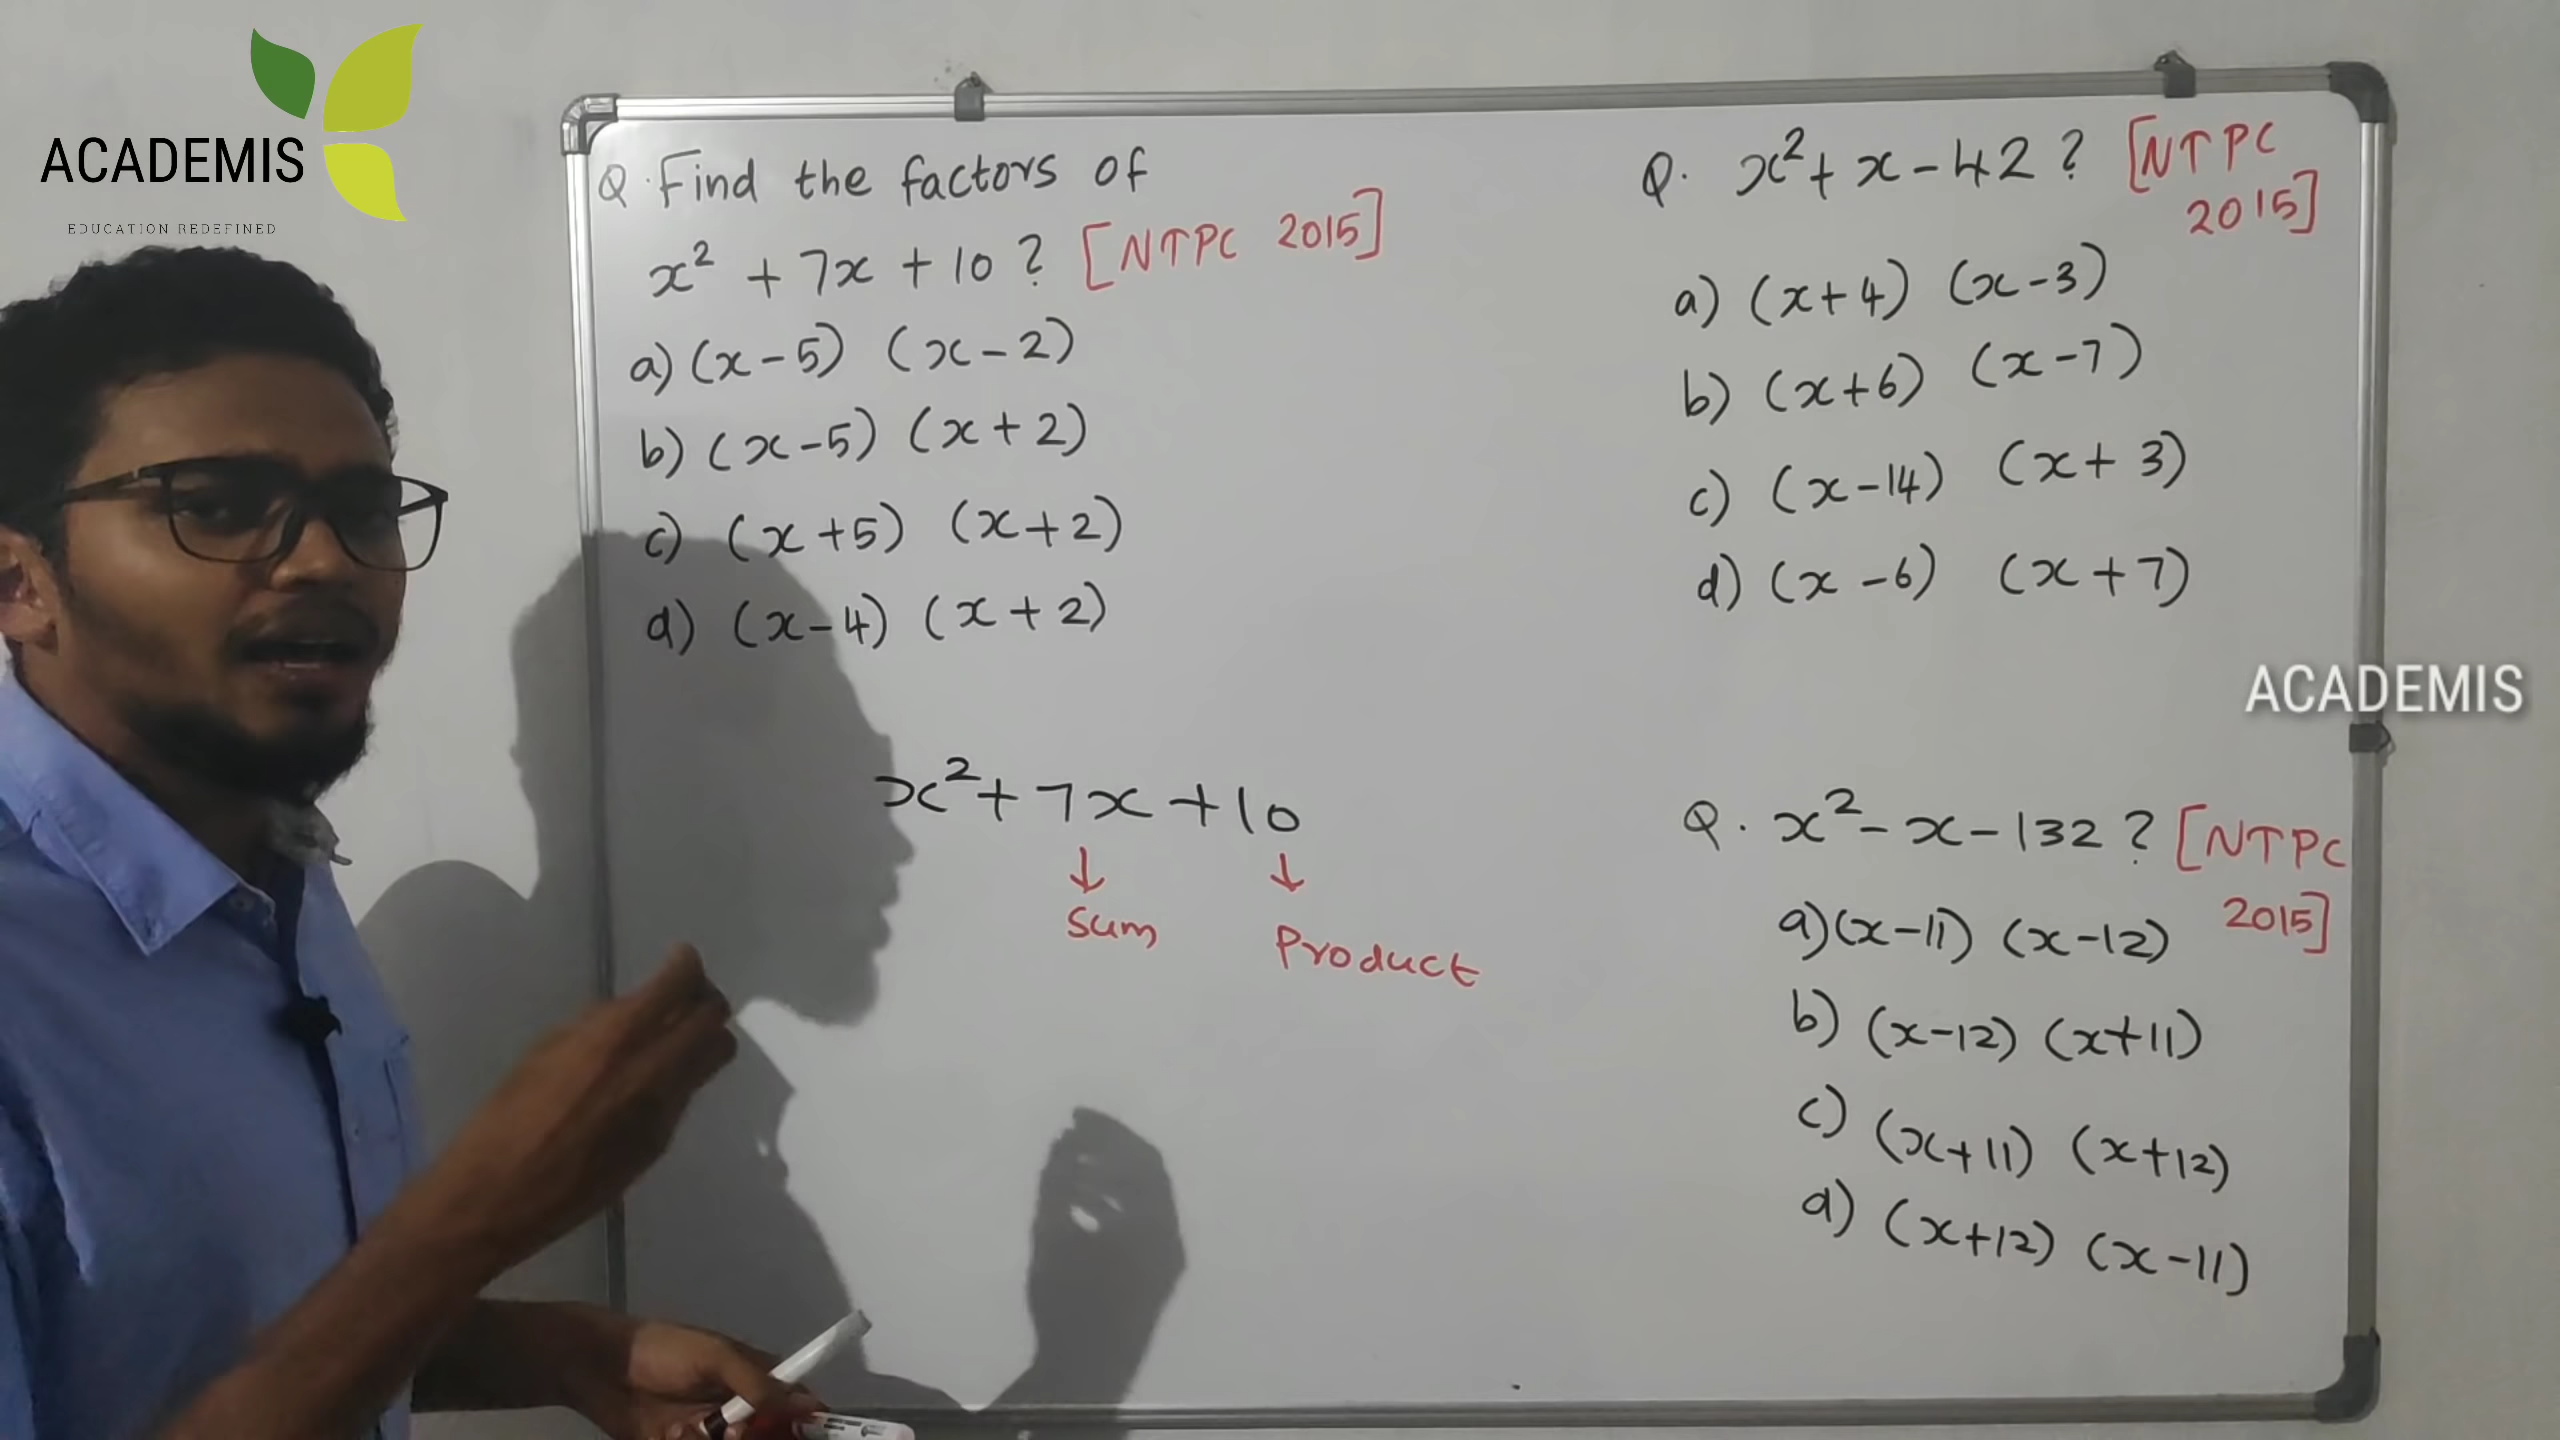 ACADEMIS
EDUCATION REDEFINED
Q. Find the factors of
x² + 7x + 10 ? [NTPC 2015]
a) (x - 5) (x - 2)
b) (x - 5) (x + 2)
c) (x + 5) (x + 2)
d) (x - 4) (x + 2)
x² + 7x + 10
↓ ↓
Sum Product
Q. x² + x - 42 ? [NTPC
2015]
a) (x + 4) (x - 3)
b) (x + 6) (x - 7)
c) (x - 14) (x + 3)
d) (x - 6) (x + 7)
ACADEMIS
Q. x² - x - 132 ? [NTPC
2015]
a) (x - 11) (x - 12)
b) (x - 12) (x + 11)
c) (x + 11) (x + 12)
d) (x + 12) (x - 11)